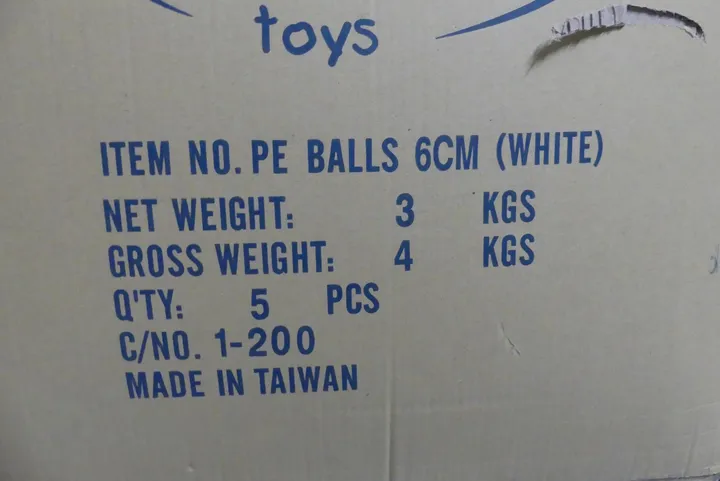 toys
ITEM NO. PE BALLS 6CM (WHITE)
NET WEIGHT: 3 KGS
GROSS WEIGHT: 4 KGS
Q'TY: 5 PCS
C/NO. 1-200
MADE IN TAIWAN